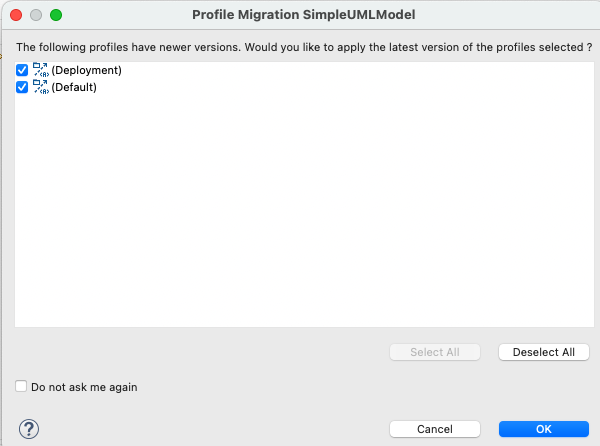 Profile Migration SimpleUMLModel
The following profiles have newer versions. Would you like to apply the latest version of the profiles selected ?
(Deployment)
(Default)
Select All
Deselect All
Do not ask me again
?
Cancel
OK